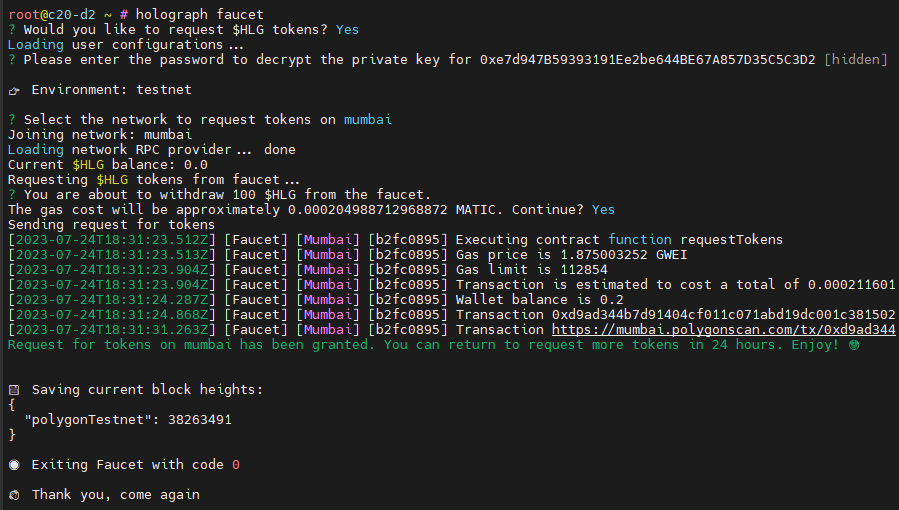 root@c20-d2 ~ # holograph faucet
? Would you like to request $HLG tokens? Yes
Loading user configurations...
? Please enter the password to decrypt the private key for 0xe7d947B59393191Ee2be644BE67A857D35C5C3D2 [hidden]
👉 Environment: testnet
? Select the network to request tokens on mumbai
Joining network: mumbai
Loading network RPC provider... done
Current $HLG balance: 0.0
Requesting $HLG tokens from faucet...
? You are about to withdraw 100 $HLG from the faucet.
The gas cost will be approximately 0.000204988712968872 MATIC. Continue? Yes
Sending request for tokens
[2023-07-24T18:31:23.512Z] [Faucet] [Mumbai] [b2fc0895] Executing contract function requestTokens
[2023-07-24T18:31:23.513Z] [Faucet] [Mumbai] [b2fc0895] Gas price is 1.875003252 GWEI
[2023-07-24T18:31:23.904Z] [Faucet] [Mumbai] [b2fc0895] Gas limit is 112854
[2023-07-24T18:31:23.904Z] [Faucet] [Mumbai] [b2fc0895] Transaction is estimated to cost a total of 0.000211601
[2023-07-24T18:31:24.287Z] [Faucet] [Mumbai] [b2fc0895] Wallet balance is 0.2
[2023-07-24T18:31:24.868Z] [Faucet] [Mumbai] [b2fc0895] Transaction 0xd9ad344b7d91404cf011c071abd19dc001c381502
[2023-07-24T18:31:31.263Z] [Faucet] [Mumbai] [b2fc0895] Transaction https://mumbai.polygonscan.com/tx/0xd9ad344
Request for tokens on mumbai has been granted. You can return to request more tokens in 24 hours. Enjoy!
💾 Saving current block heights:
{
  "polygonTestnet": 38263491
}
Exiting Faucet with code 0
Thank you, come again